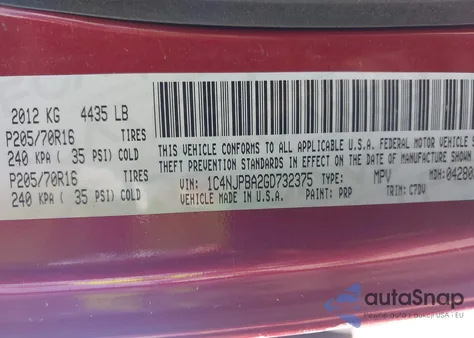 2012 KG 4435 LB
P205/70R16 TIRES
240 KPA ( 35 PSI) COLD
P205/70R16 TIRES
240 KPA ( 35 PSI) COLD
THIS VEHICLE CONFORMS TO ALL APPLICABLE U.S.A. FEDERAL MOTOR VEHICLE
THEFT PREVENTION STANDARDS IN EFFECT ON THE DATE OF
VIN: 1C4NJPBA2GD732375 TYPE: MPV MDH: 04280
VEHICLE MADE IN U.S.A. PAINT: PRP TRIM: C7DV
autoSnap